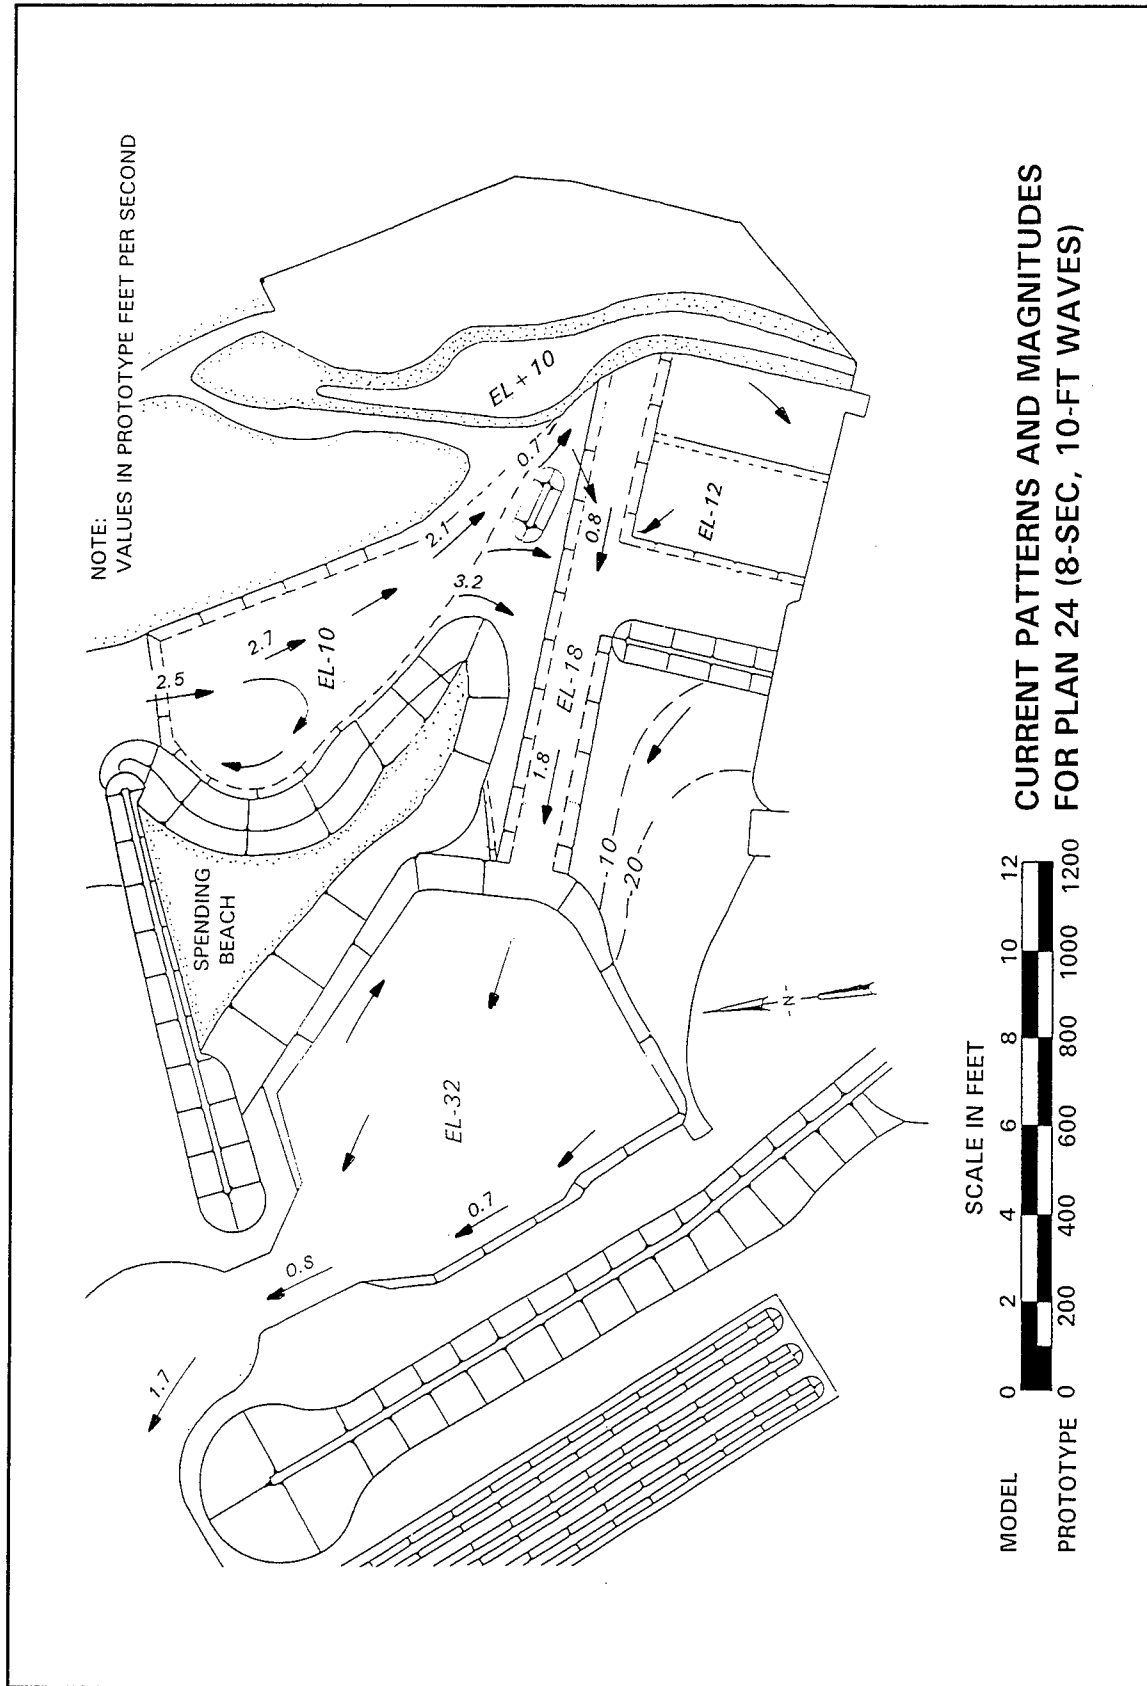 NOTE:
VALUES IN PROTOTYPE FEET PER SECOND
2.5
2.7
EL-10
2.1
3.2
0.7
EL+10
SPENDING
BEACH
0.8
EL-18
1.8
EL-12
-10
-20
EL-32
0.7
0.S
1.7
N
SCALE IN FEET
MODEL 0 2 4 6 8 10 12
PROTOTYPE 0 200 400 600 800 1000 1200
CURRENT PATTERNS AND MAGNITUDES
FOR PLAN 24 (8-SEC, 10-FT WAVES)